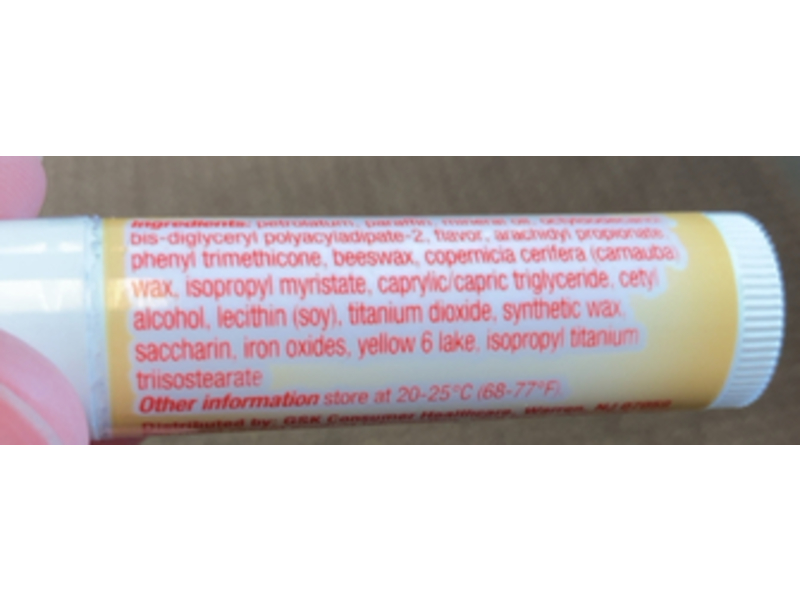 Ingredients: petrolatum, paraffin, mineral oil, octyldodecanol,
bis-diglyceryl polyacyladipate-2, flavor, arachidyl propionate,
phenyl trimethicone, beeswax, copernicia cerifera (carnauba)
wax, isopropyl myristate, caprylic/capric triglyceride, cetyl
alcohol, lecithin (soy), titanium dioxide, synthetic wax,
saccharin, iron oxides, yellow 6 lake, isopropyl titanium
triisostearate
Other information store at 20-25°C (68-77°F).
Distributed by: GSK Consumer Healthcare, Warren, NJ 07059